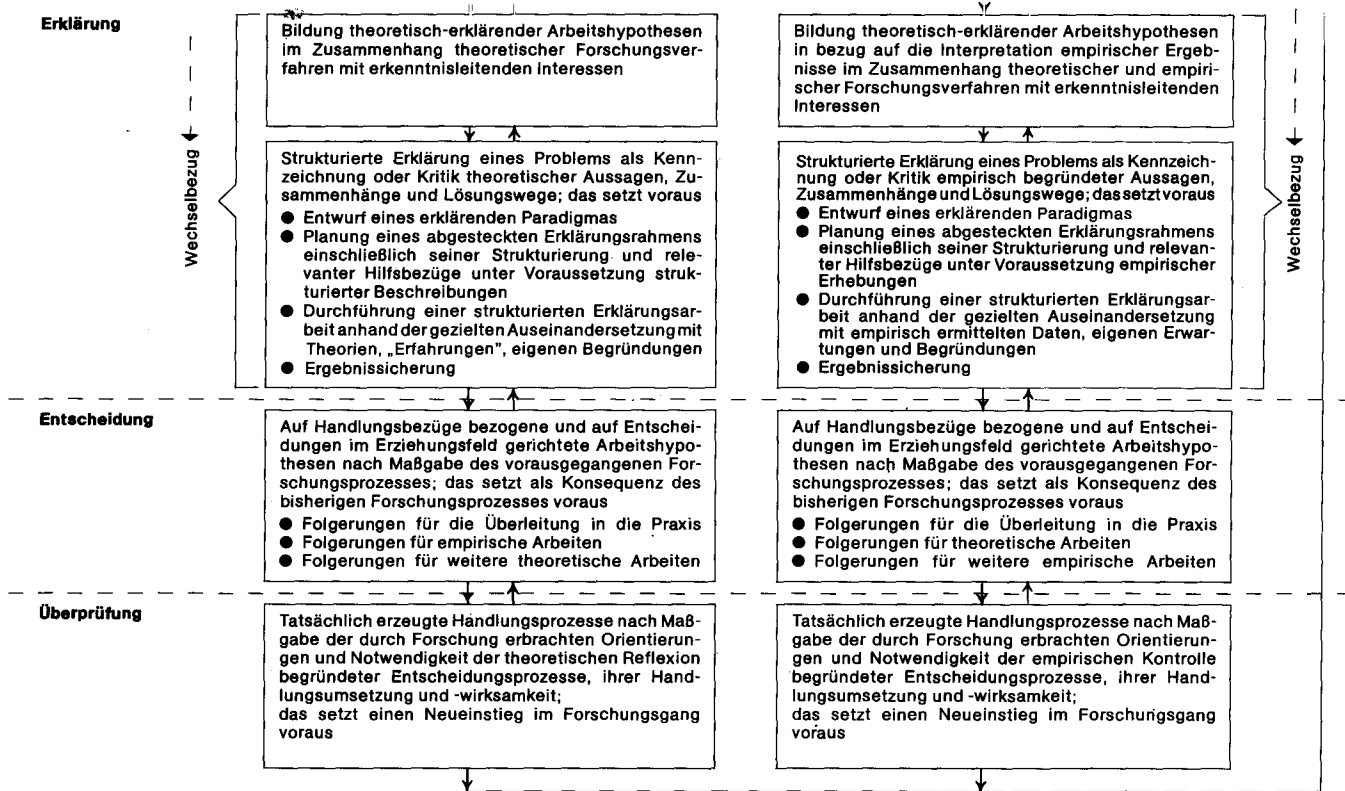 Erklärung
Bildung theoretisch-erklärender Arbeitshypothesen
im Zusammenhang theoretischer Forschungsver-
fahren mit erkenntnisleitenden Interessen
Bildung theoretisch-erklärender Arbeitshypothesen
in bezug auf die Interpretation empirischer Ergeb-
nisse im Zusammenhang theoretischer und empiri-
scher Forschungsverfahren mit erkenntnisleitenden
Interessen
Wechselbezug
Strukturierte Erklärung eines Problems als Kenn-
zeichnung oder Kritik theoretischer Aussagen, Zu-
sammenhänge und Lösungswege; das setzt voraus
● Entwurf eines erklärenden Paradigmas
● Planung eines abgesteckten Erklärungsrahmens
einschließlich seiner Strukturierung und rele-
vanter Hilfsbezüge unter Voraussetzung struk-
turierter Beschreibungen
● Durchführung einer strukturierten Erklärungsar-
beit anhand der gezielten Auseinandersetzung mit
Theorien, „Erfahrungen”, eigenen Begründungen
● Ergebnissicherung
Strukturierte Erklärung eines Problems als Kennzeich-
nung oder Kritik empirisch begründeter Aussagen,
Zusammenhänge und Lösungswege; das setzt voraus
● Entwurf eines erklärenden Paradigmas
● Planung eines abgesteckten Erklärungsrahmens
einschließlich seiner Strukturierung und relevan-
ter Hilfsbezüge unter Voraussetzung empirischer
Erhebungen
● Durchführung einer strukturierten Erklärungsar-
beit anhand der gezielten Auseinandersetzung
mit empirisch ermittelten Daten, eigenen Erwar-
tungen und Begründungen
● Ergebnissicherung
Wechselbezug
Entscheidung
Auf Handlungsbezüge bezogene und auf Entschei-
dungen im Erziehungsfeld gerichtete Arbeitshypo-
thesen nach Maßgabe des vorausgegangenen For-
schungsprozesses; das setzt als Konsequenz des
bisherigen Forschungsprozesses voraus
● Folgerungen für die Überleitung in die Praxis
● Folgerungen für empirische Arbeiten
● Folgerungen für weitere theoretische Arbeiten
Auf Handlungsbezüge bezogene und auf Entschei-
dungen im Erziehungsfeld gerichtete Arbeitshypo-
thesen nach Maßgabe des vorausgegangenen For-
schungsprozesses; das setzt als Konsequenz des
bisherigen Forschungsprozesses voraus
● Folgerungen für die Überleitung in die Praxis
● Folgerungen für theoretische Arbeiten
● Folgerungen für weitere empirische Arbeiten
Überprüfung
Tatsächlich erzeugte Handlungsprozesse nach Maß-
gabe der durch Forschung erbrachten Orientierun-
gen und Notwendigkeit der theoretischen Reflexion
begründeter Entscheidungsprozesse, ihrer Hand-
lungsumsetzung und -wirksamkeit;
das setzt einen Neueinstieg im Forschungsgang
voraus
Tatsächlich erzeugte Handlungsprozesse nach Maß-
gabe der durch Forschung erbrachten Orientierun-
gen und Notwendigkeit der empirischen Kontrolle
begründeter Entscheidungsprozesse, ihrer Hand-
lungsumsetzung und -wirksamkeit;
das setzt einen Neueinstieg im Forschungsgang
voraus